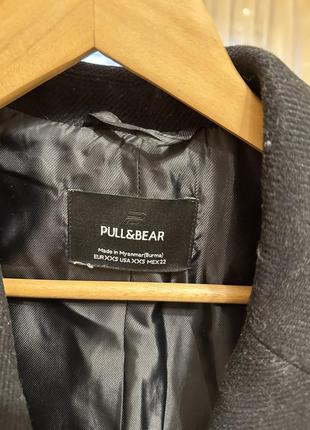 PULL&BEAR
Made in Myanmar(Burma)
EUR XXS USA XXS MEX 22